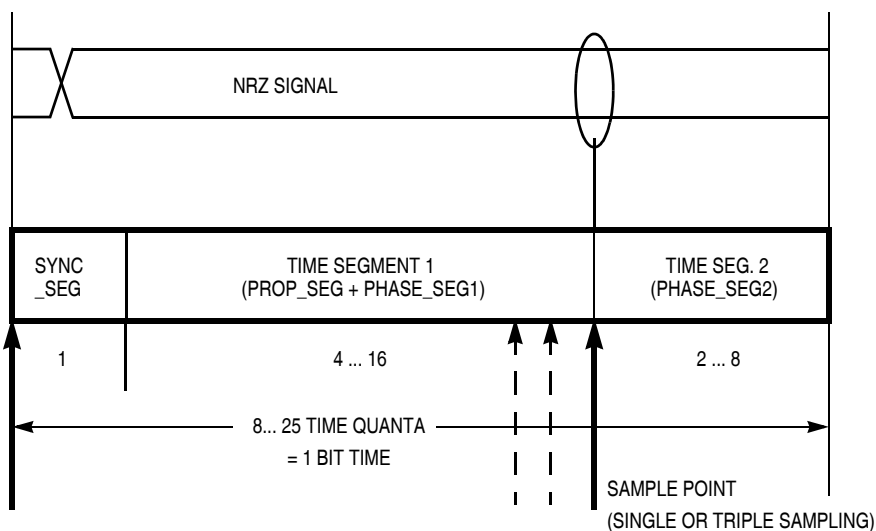 NRZ SIGNAL
SYNC
_SEG
TIME SEGMENT 1
(PROP_SEG + PHASE_SEG1)
TIME SEG. 2
(PHASE_SEG2)
1
4 ... 16
2 ... 8
8... 25 TIME QUANTA
= 1 BIT TIME
SAMPLE POINT
(SINGLE OR TRIPLE SAMPLING)